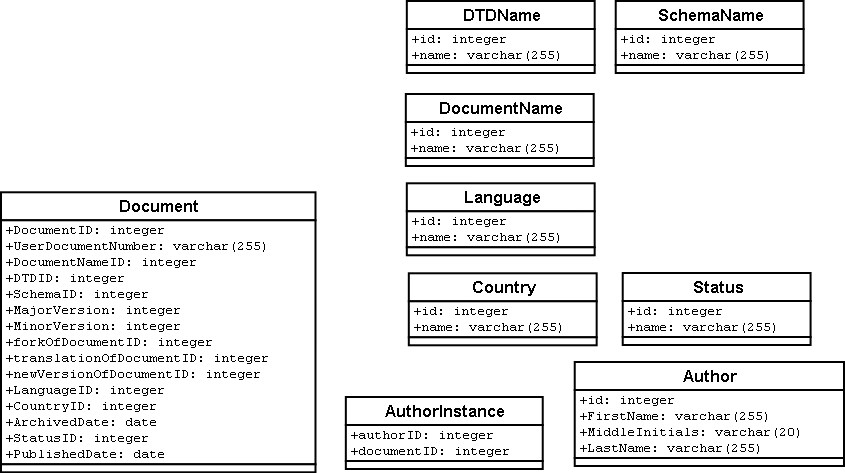 DTDName
+id: integer
+name: varchar(255)
SchemaName
+id: integer
+name: varchar(255)
DocumentName
+id: integer
+name: varchar(255)
Language
+id: integer
+name: varchar(255)
Document
+DocumentID: integer
+UserDocumentNumber: varchar(255)
+DocumentNameID: integer
+DTDID: integer
+SchemaID: integer
+MajorVersion: integer
+MinorVersion: integer
+forkOfDocumentID: integer
+translationOfDocumentID: integer
+newVersionOfDocumentID: integer
+LanguageID: integer
+CountryID: integer
+ArchivedDate: date
+StatusID: integer
+PublishedDate: date
Country
+id: integer
+name: varchar(255)
Status
+id: integer
+name: varchar(255)
AuthorInstance
+authorID: integer
+documentID: integer
Author
+id: integer
+FirstName: varchar(255)
+MiddleInitials: varchar(20)
+LastName: varchar(255)